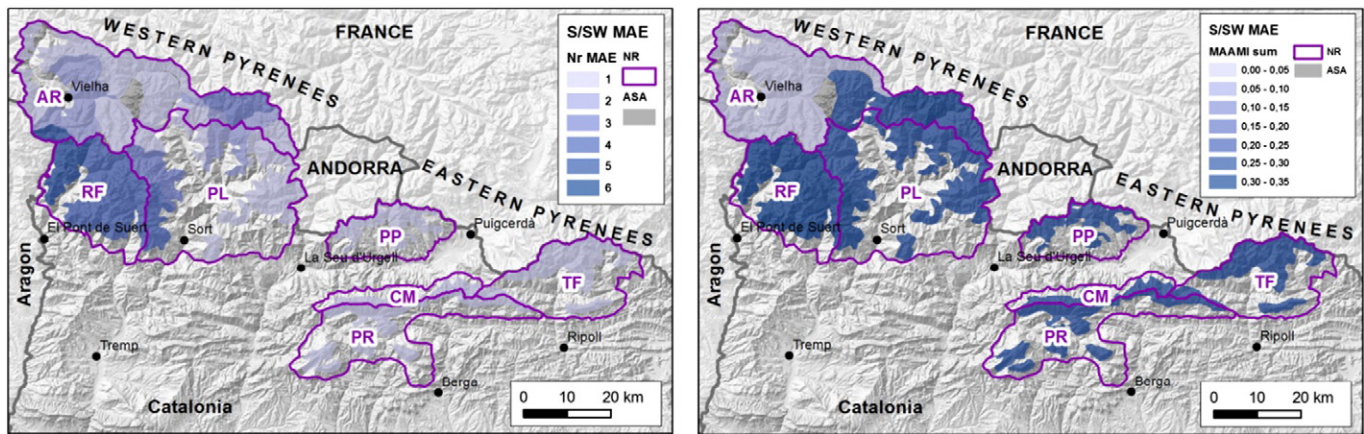 WESTERN PYRENEES
FRANCE
S/SW MAE
Nr MAE
1
2
3
4
5
6
NR
ASA
AR
Vielha
ANDORRA
EASTERN PYRENEES
RF
PL
El Pont de Suert
Sort
PP
Puigcerdà
La Seu d'Urgell
Aragon
CM
TF
PR
Tremp
Ripoll
Berga
Catalonia
0 10 20 km
WESTERN PYRENEES
FRANCE
S/SW MAE
MAAMI sum
0,00 - 0,05
0,05 - 0,10
0,10 - 0,15
0,15 - 0,20
0,20 - 0,25
0,25 - 0,30
0,30 - 0,35
NR
ASA
AR
Vielha
ANDORRA
EASTERN PYRENEES
RF
PL
El Pont de Suert
Sort
PP
Puigcerdà
La Seu d'Urgell
Aragon
CM
TF
PR
Tremp
Ripoll
Berga
Catalonia
0 10 20 km